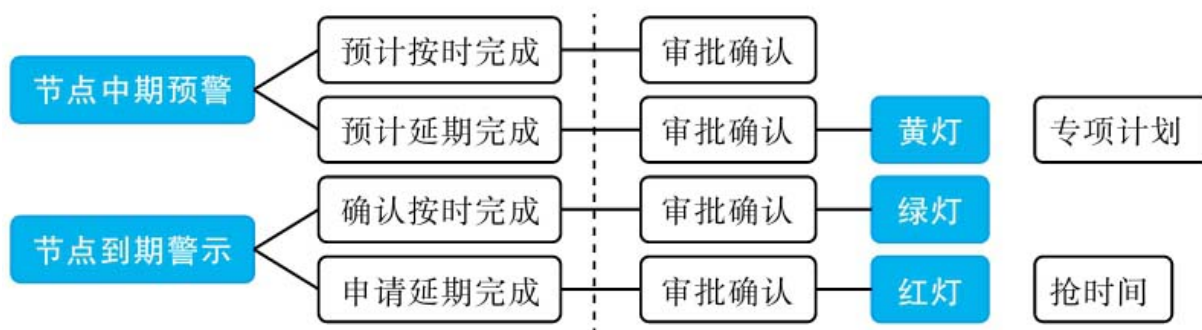 预计按时完成
审批确认
节点中期预警
预计延期完成
审批确认
黄灯
专项计划
确认按时完成
审批确认
绿灯
节点到期警示
申请延期完成
审批确认
红灯
抢时间